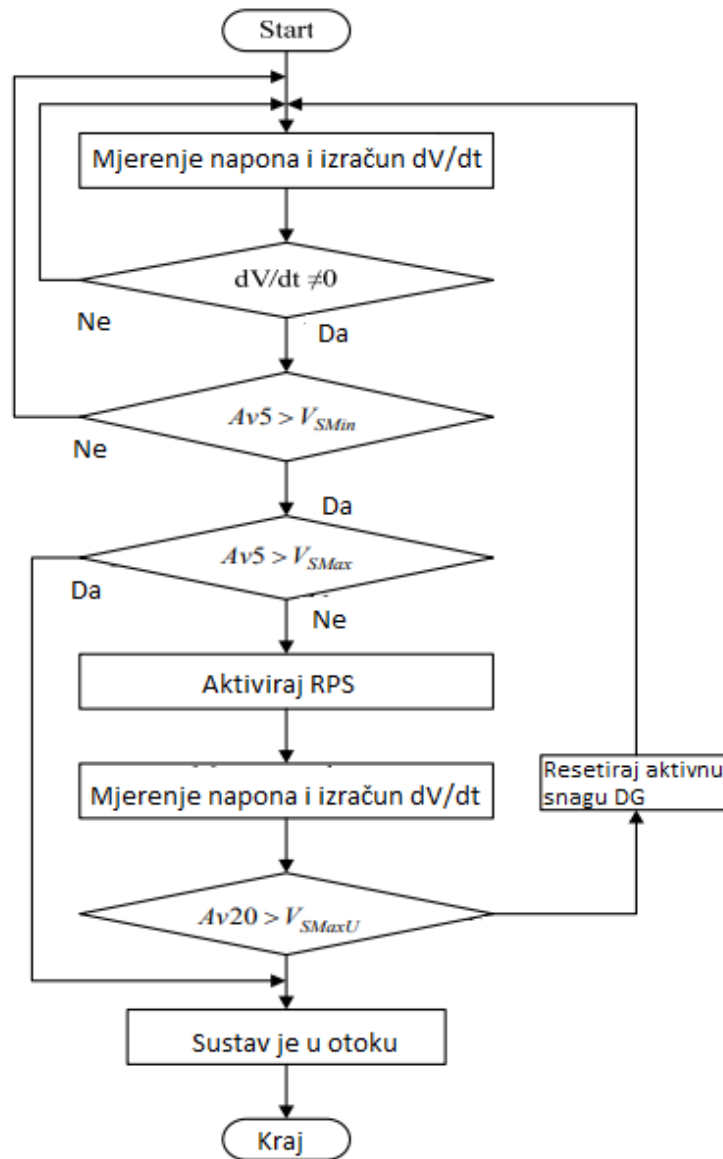 Start
Mjerenje napona i izračun dV/dt
dV/dt ≠0
Ne
Da
Av5 > V_SMin
Ne
Da
Av5 > V_SMax
Da
Ne
Aktiviraj RPS
Mjerenje napona i izračun dV/dt
Resetiraj aktivnu
snagu DG
Av20 > V_SMaxU
Sustav je u otoku
Kraj